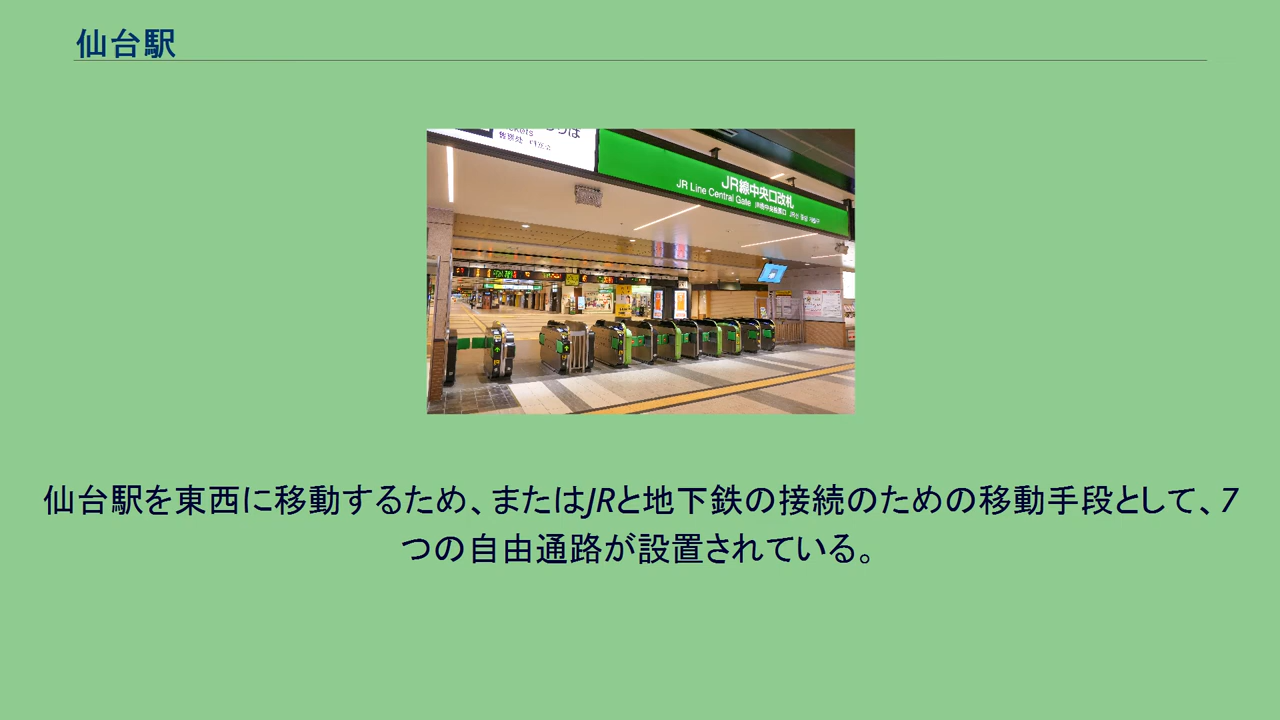 仙台駅
JR線中央口改札
JR Line Central Gate
仙台駅を東西に移動するため、またはJRと地下鉄の接続のための移動手段として、7
つの自由通路が設置されている。